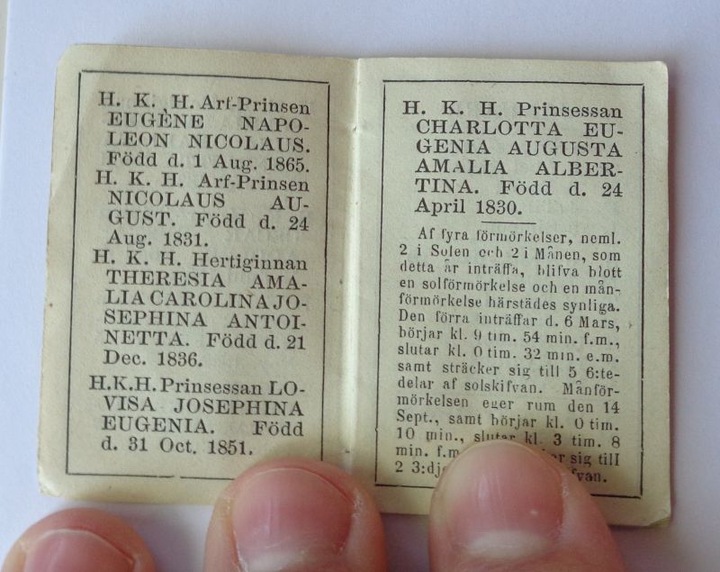 H. K. H. Arf-Prinsen
EUGÈNE NAPO-
LEON NICOLAUS.
Född d. 1 Aug. 1865.
H. K. H. Arf-Prinsen
NICOLAUS AU-
GUST. Född d. 24
Aug. 1831.
H. K. H. Hertiginnan
THERESIA AMA-
LIA CAROLINA JO-
SEPHINA ANTOI-
NETTA. Född d. 21
Dec. 1836.
H.K.H. Prinsessan LO-
VISA JOSEPHINA
EUGENIA. Född
d. 31 Oct. 1851.
H. K. H. Prinsessan
CHARLOTTA EU-
GENIA AUGUSTA
AMALIA ALBER-
TINA. Född d. 24
April 1830.
Af fyra förmörkelser, neml.
2 i Solen och 2 i Månen, som
detta år inträffa, blifva blott
en solförmörkelse och en mån-
förmörkelse härstädes synliga.
Den förra inträffar d. 6 Mars,
börjar kl. 9 tim. 54 min. f.m.,
slutar kl. 0 tim. 32 min. e.m.
samt sträcker sig till 5 6:te-
delar af solskifvan. Månför-
mörkelsen eger rum den 14
Sept., samt börjar kl. 0 tim.
10 min., slutar kl. 3 tim. 8
min. f.m. sig till
2